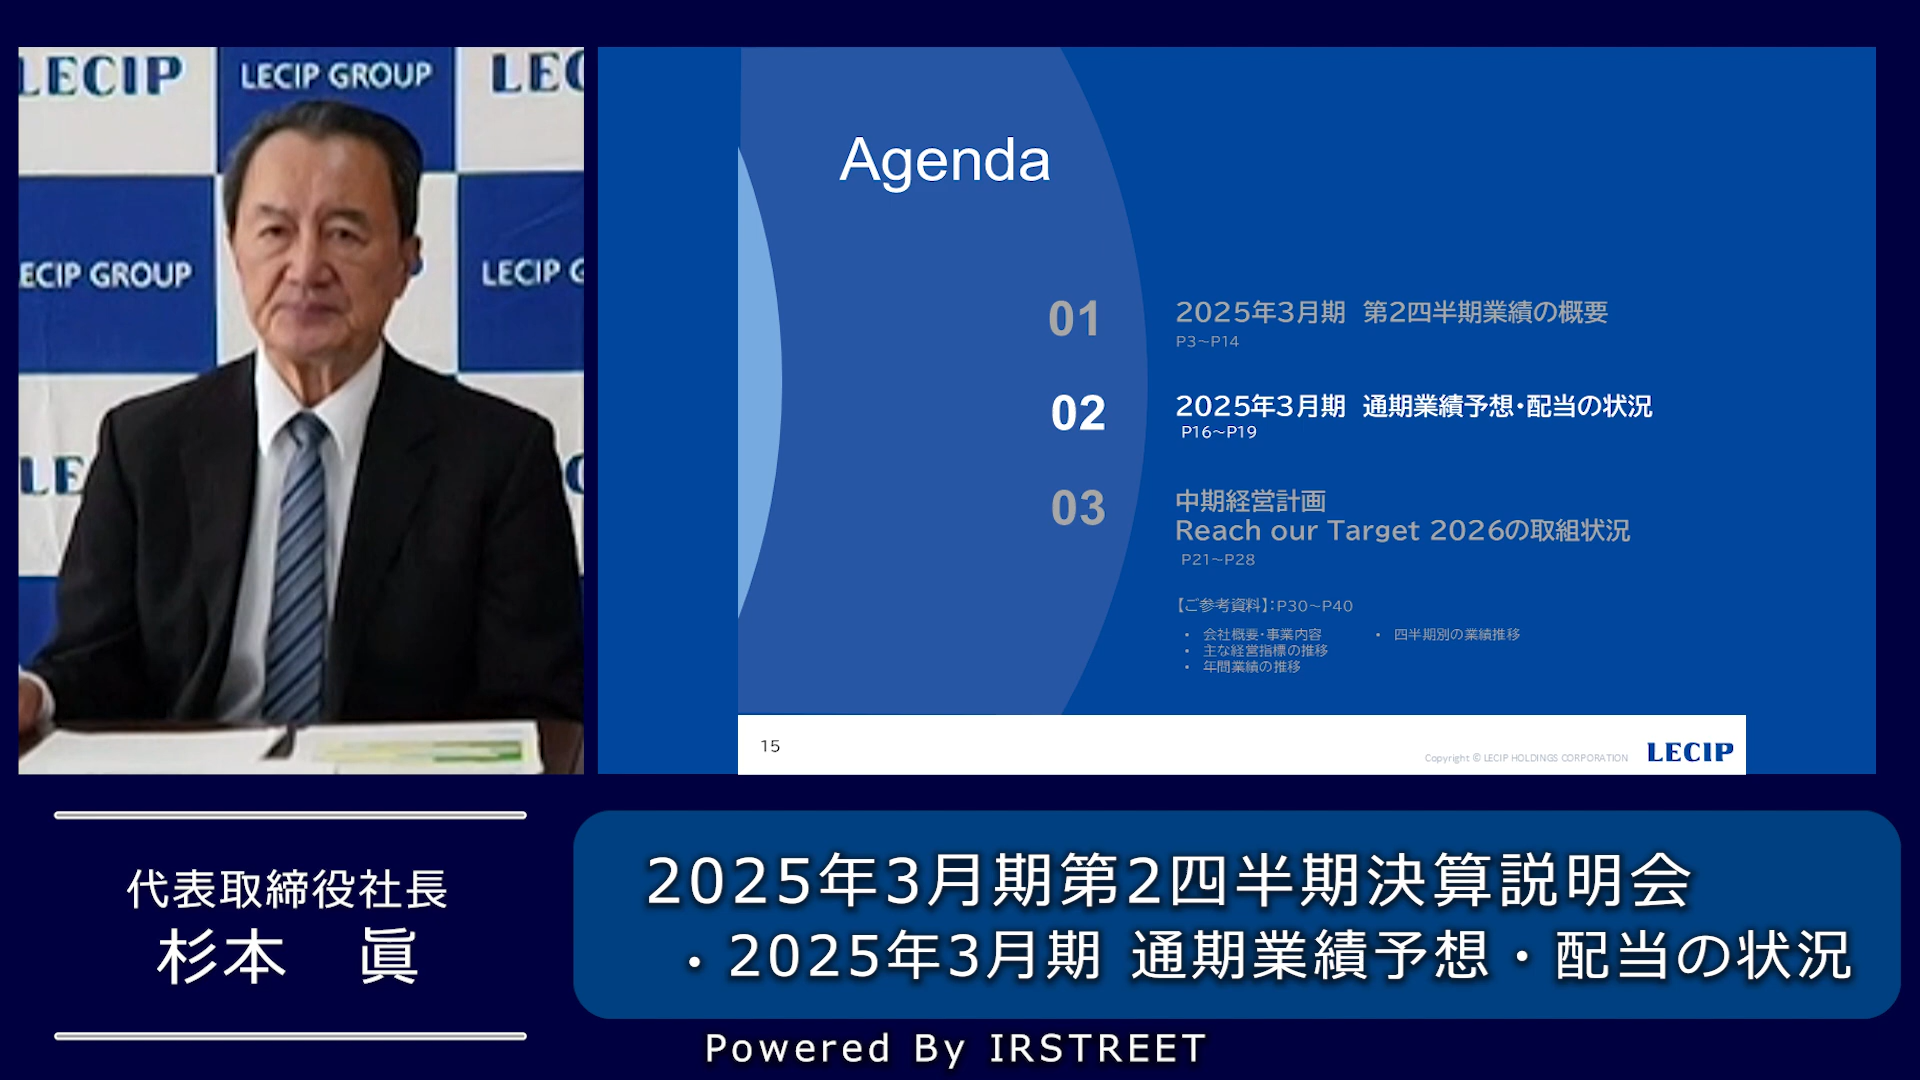 LECIP
LECIP GROUP
LEC
ECIP GROUP
LECIP G
LE
Agenda
01
2025年3月期 第2四半期業績の概要
P3~P14
02
2025年3月期 通期業績予想・配当の状況
P16~P19
03
中期経営計画
Reach our Target 2026の取組状況
P21~P28
【ご参考資料】:P30~P40
• 会社概要・事業内容
• 主な経営指標の推移
• 年間業績の推移
• 四半期別の業績推移
15
Copyright © LECIP HOLDINGS CORPORATION
LECIP
代表取締役社長
杉本 眞
2025年3月期第2四半期決算説明会
・2025年3月期 通期業績予想・配当の状況
Powered By IRSTREET